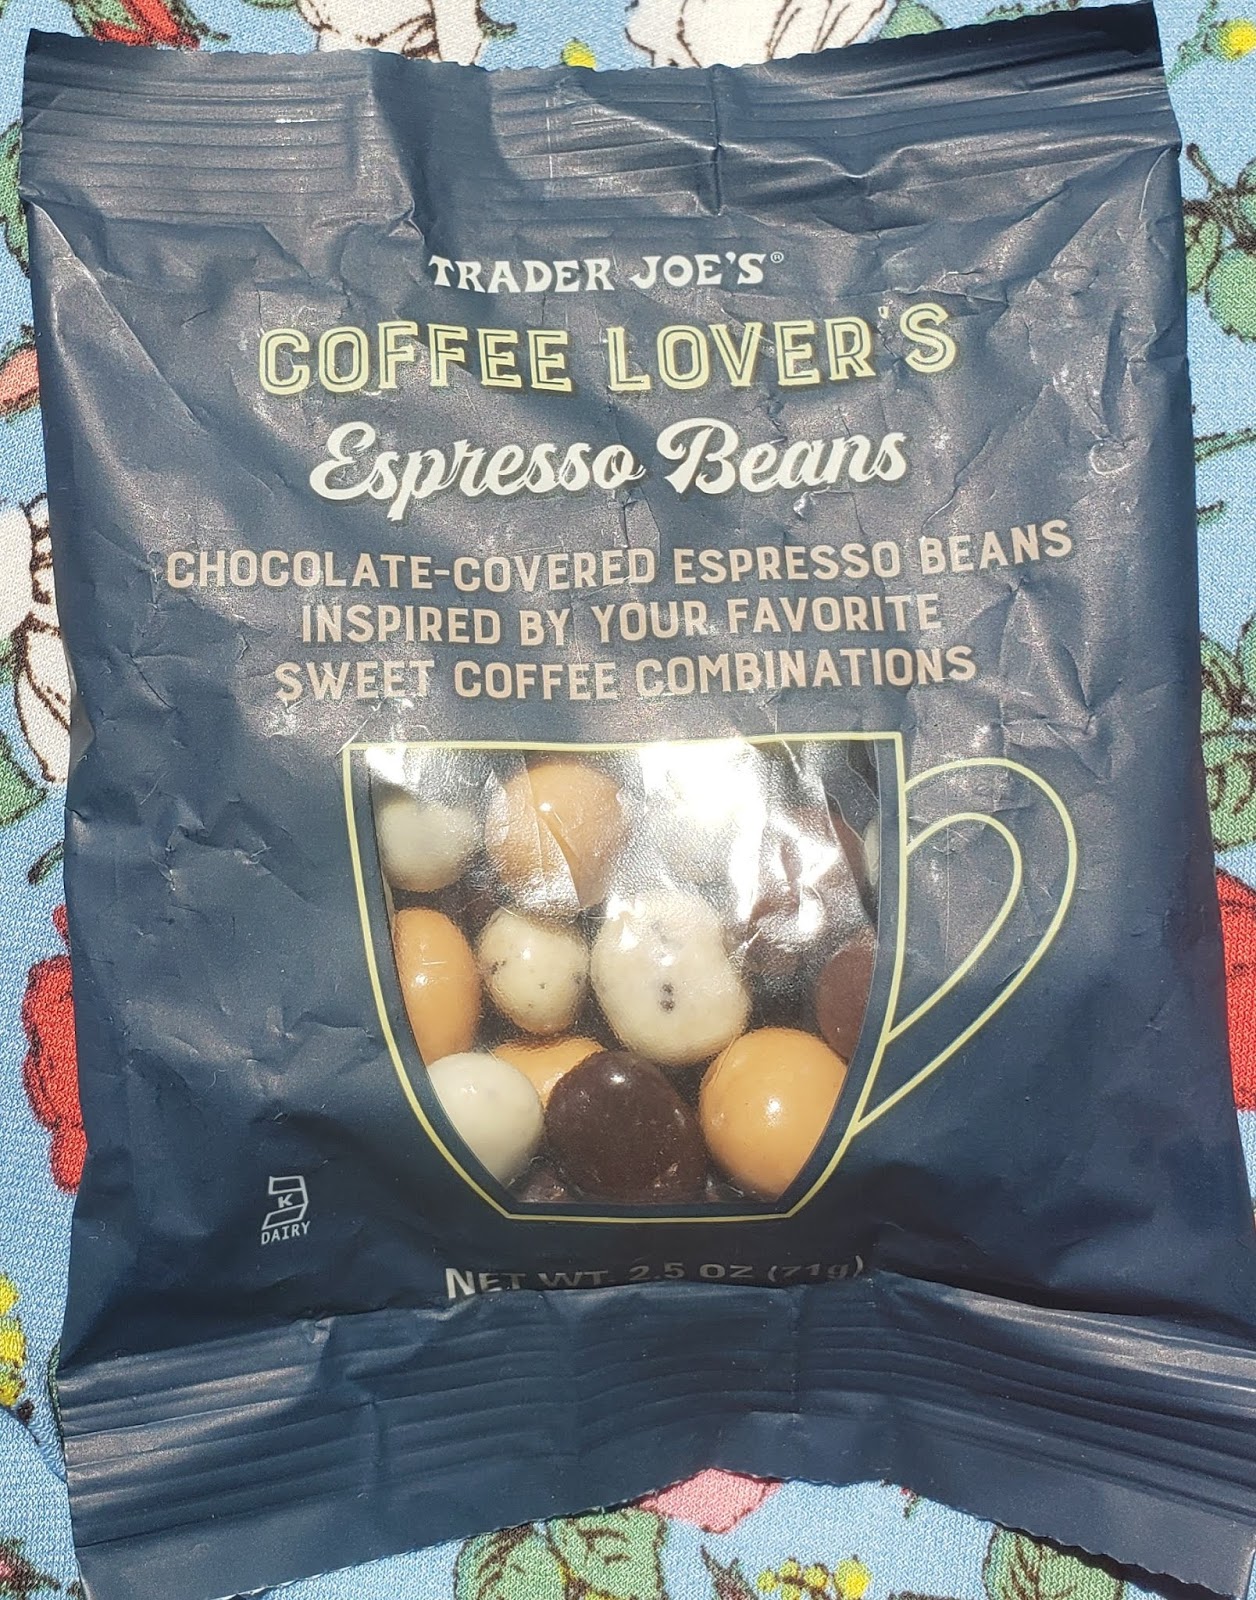 TRADER JOE'S®
COFFEE LOVER'S
Espresso Beans
CHOCOLATE-COVERED ESPRESSO BEANS
INSPIRED BY YOUR FAVORITE
SWEET COFFEE COMBINATIONS
K
DAIRY
NET WT. 2.5 OZ (71g)